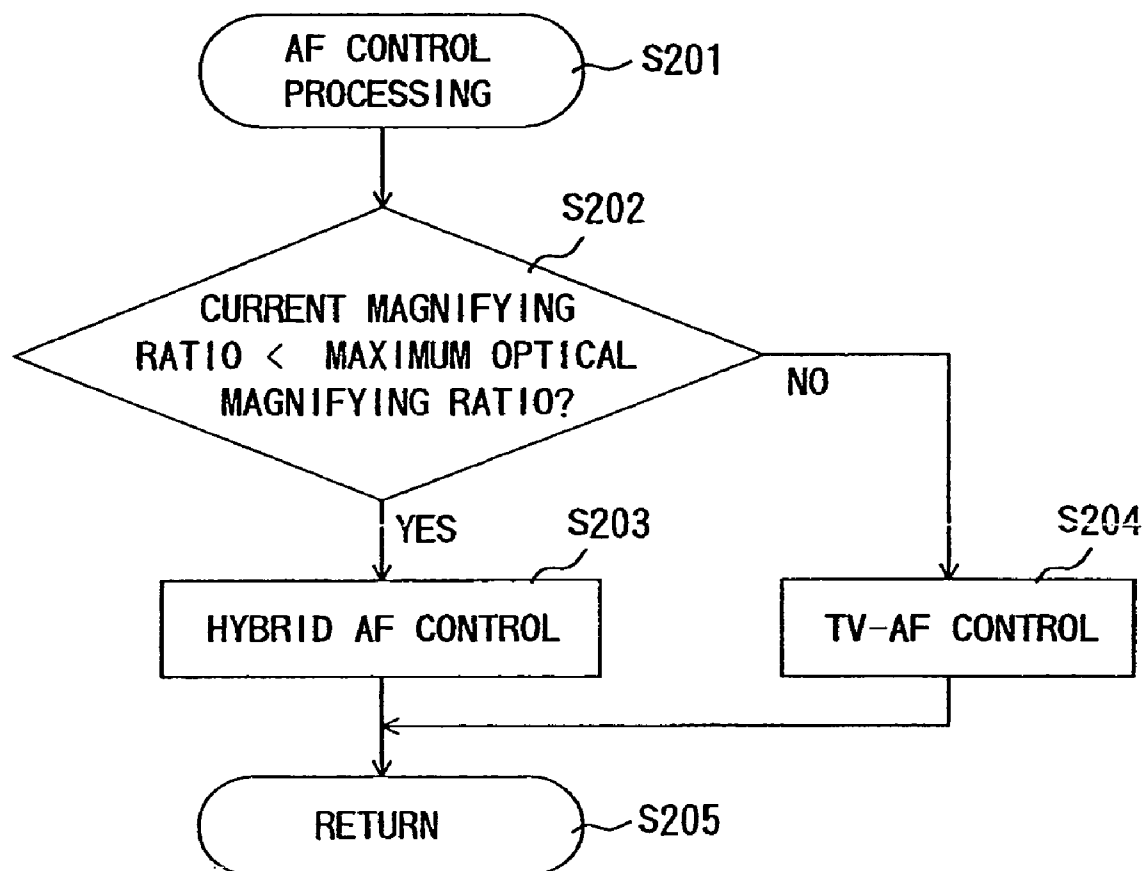 AF CONTROL
PROCESSING
S201
S202
CURRENT MAGNIFYING
RATIO < MAXIMUM OPTICAL
MAGNIFYING RATIO?
NO
YES
S203
S204
HYBRID AF CONTROL
TV-AF CONTROL
RETURN
S205